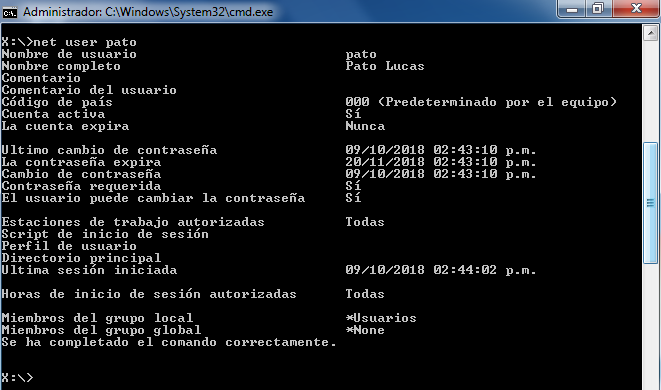 Administrador: C:\Windows\System32\cmd.exe
X:\>net user pato
Nombre de usuario pato
Nombre completo Pato Lucas
Comentario
Comentario del usuario
Código de país 000 (Predeterminado por el equipo)
Cuenta activa Sí
La cuenta expira Nunca
Ultimo cambio de contraseña 09/10/2018 02:43:10 p.m.
La contraseña expira 20/11/2018 02:43:10 p.m.
Cambio de contraseña 09/10/2018 02:43:10 p.m.
Contraseña requerida Sí
El usuario puede cambiar la contraseña Sí
Estaciones de trabajo autorizadas Todas
Script de inicio de sesión
Perfil de usuario
Directorio principal
Ultima sesión iniciada 09/10/2018 02:44:02 p.m.
Horas de inicio de sesión autorizadas Todas
Miembros del grupo local *Usuarios
Miembros del grupo global *None
Se ha completado el comando correctamente.
X:\>